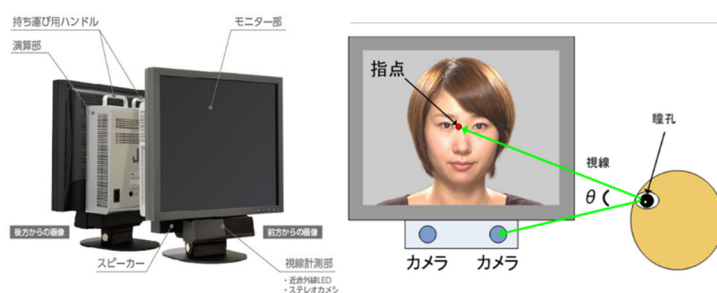 持ち運び用ハンドル
演算部
モニター部
後方からの画像
前方からの画像
スピーカー
視線計測部
・近赤外線LED
・ステレオカメラ
指点
瞳孔
視線
θ
カメラ
カメラ